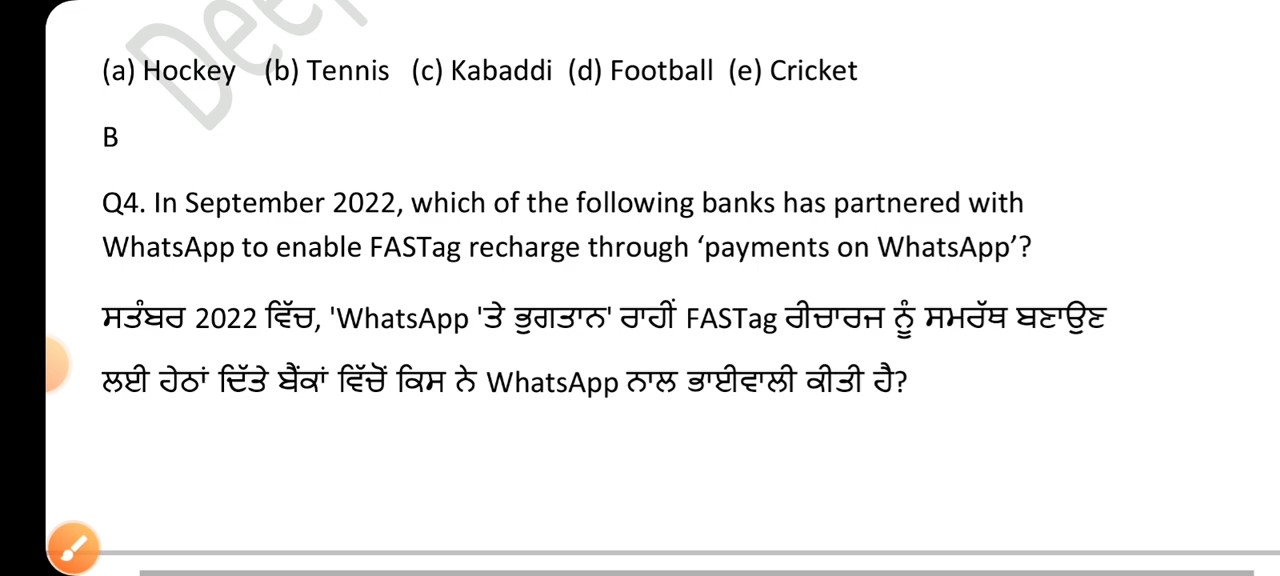 Deep
(a) Hockey (b) Tennis (c) Kabaddi (d) Football (e) Cricket
B
Q4. In September 2022, which of the following banks has partnered with
WhatsApp to enable FASTag recharge through ‘payments on WhatsApp’?
ਸਤੰਬਰ 2022 ਵਿੱਚ, 'WhatsApp 'ਤੇ ਭੁਗਤਾਨ' ਰਾਹੀਂ FASTag ਰੀਚਾਰਜ ਨੂੰ ਸਮਰੱਥ ਬਣਾਉਣ
ਲਈ ਹੇਠਾਂ ਦਿੱਤੇ ਬੈਂਕਾਂ ਵਿੱਚੋਂ ਕਿਸ ਨੇ WhatsApp ਨਾਲ ਭਾਈਵਾਲੀ ਕੀਤੀ ਹੈ?